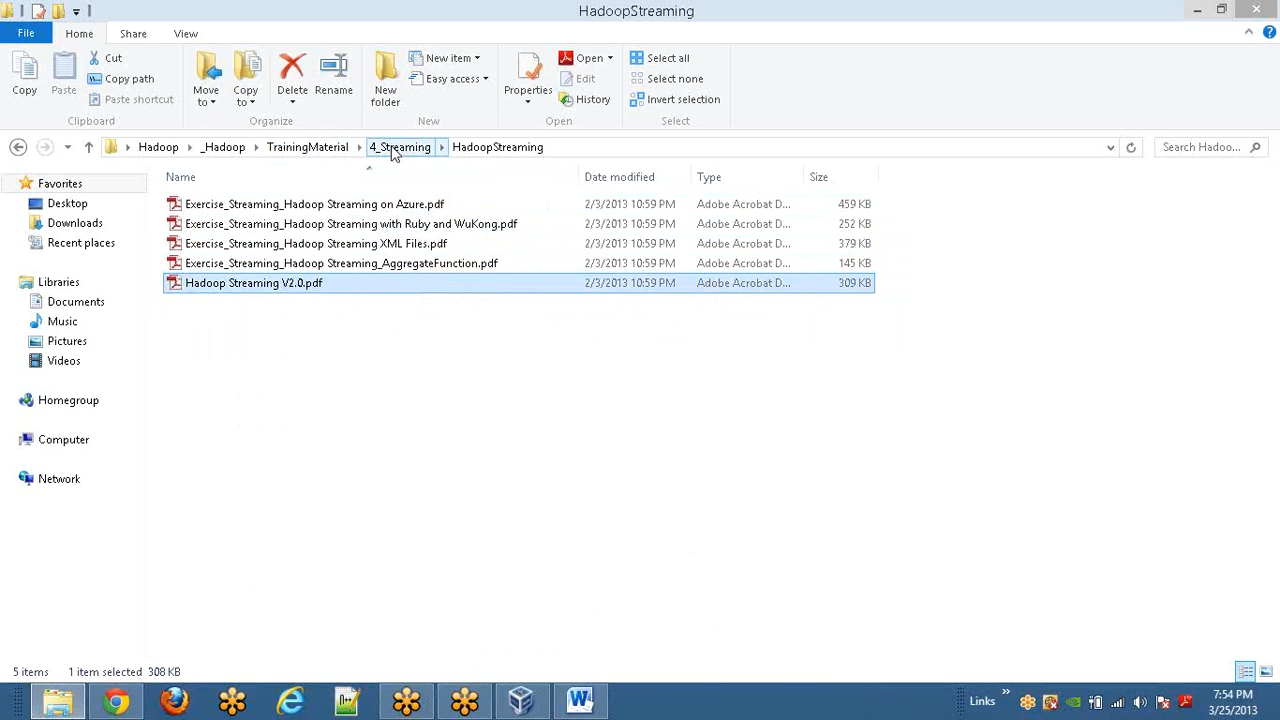 HadoopStreaming
File Home Share View
Copy
Paste
Cut
Copy path
Paste shortcut
Clipboard
Move to
Copy to
Delete
Rename
Organize
New folder
New item
Easy access
New
Properties
Open
Edit
History
Open
Select all
Select none
Invert selection
Select
Hadoop _Hadoop TrainingMaterial 4_Streaming HadoopStreaming
Search Hadoo...
Name Date modified Type Size
Exercise_Streaming_Hadoop Streaming on Azure.pdf 2/3/2013 10:59 PM Adobe Acrobat D... 459 KB
Exercise_Streaming_Hadoop Streaming with Ruby and WuKong.pdf 2/3/2013 10:59 PM Adobe Acrobat D... 252 KB
Exercise_Streaming_Hadoop Streaming XML Files.pdf 2/3/2013 10:59 PM Adobe Acrobat D... 379 KB
Exercise_Streaming_Hadoop Streaming_AggregateFunction.pdf 2/3/2013 10:59 PM Adobe Acrobat D... 145 KB
Hadoop Streaming V2.0.pdf 2/3/2013 10:59 PM Adobe Acrobat D... 309 KB
Favorites
Desktop
Downloads
Recent places
Libraries
Documents
Music
Pictures
Videos
Homegroup
Computer
Network
5 items 1 item selected 308 KB
Links
7:54 PM
3/25/2013